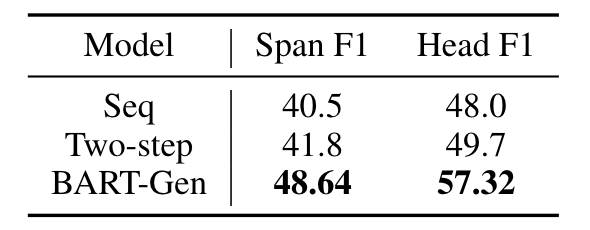 Model Span F1 Head F1
Seq 40.5 48.0
Two-step 41.8 49.7
BART-Gen 48.64 57.32